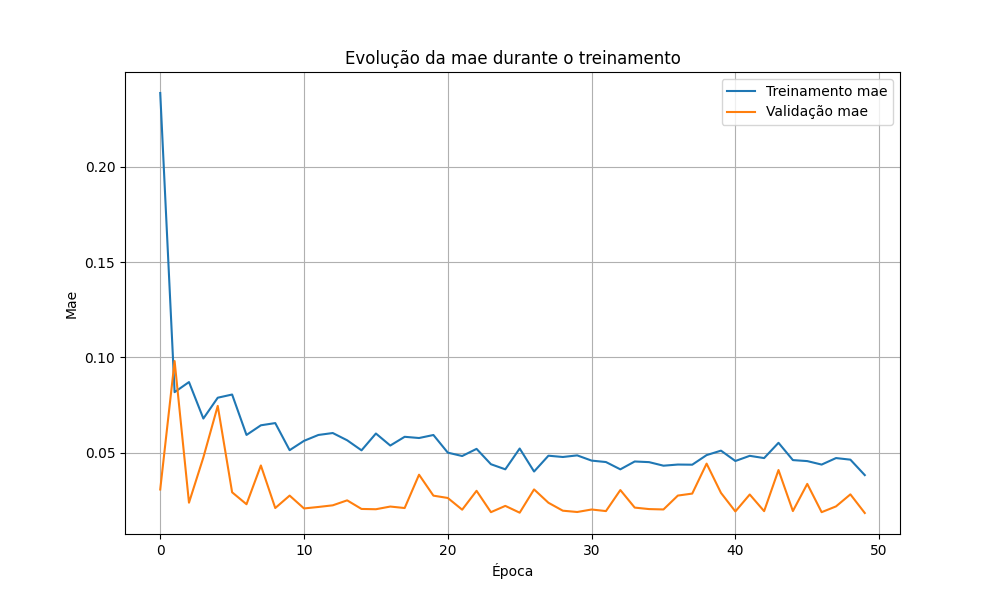 Evolução da mae durante o treinamento
Treinamento mae
Validação mae
0.20
0.15
0.10
0.05
Mae
0 10 20 30 40 50
Época